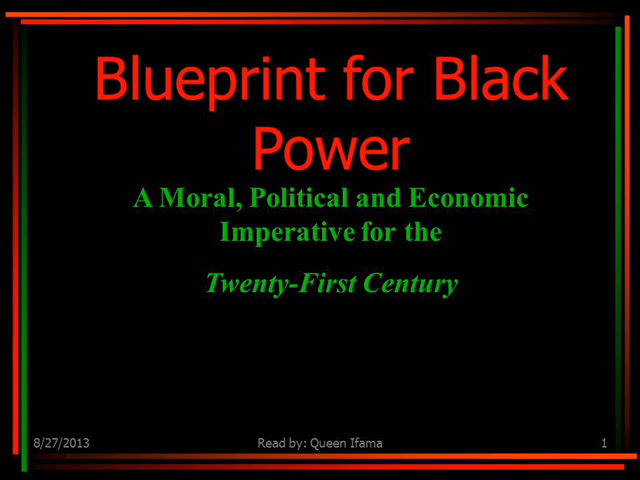 Blueprint for Black
Power
A Moral, Political and Economic
Imperative for the
Twenty-First Century
8/27/2013
Read by: Queen Ifama
1